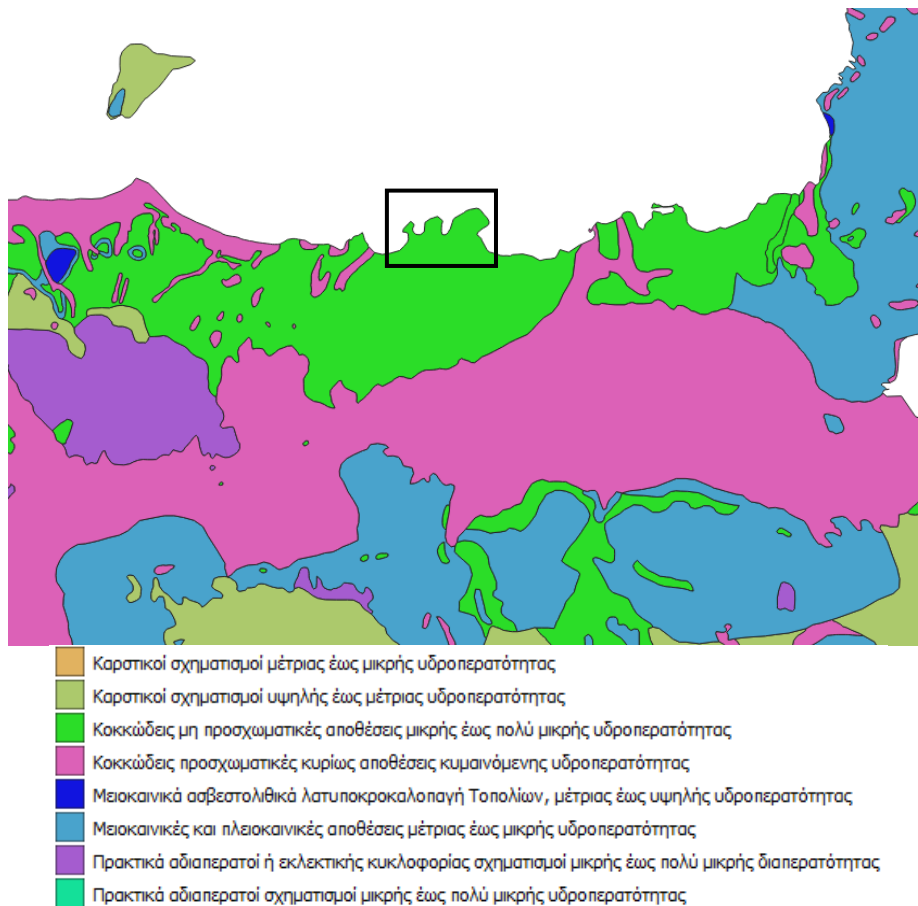 Καρστικοί σχηματισμοί μέτριας έως μικρής υδροπερατότητας
Καρστικοί σχηματισμοί υψηλής έως μέτριας υδροπερατότητας
Κοκκώδεις μη προσχωματικές αποθέσεις μικρής έως πολύ μικρής υδροπερατότητας
Κοκκώδεις προσχωματικές κυρίως αποθέσεις κυμαινόμενης υδροπερατότητας
Μειοκαινικά ασβεστολιθικά λατυποκροκαλοπαγή Τοπολίων, μέτριας έως υψηλής υδροπερατότητας
Μειοκαινικές και πλειοκαινικές αποθέσεις μέτριας έως μικρής υδροπερατότητας
Πρακτικά αδιαπερατοί ή εκλεκτικής κυκλοφορίας σχηματισμοί μικρής έως πολύ μικρής διαπερατότητας
Πρακτικά αδιαπερατοί σχηματισμοί μικρής έως πολύ μικρής υδροπερατότητας